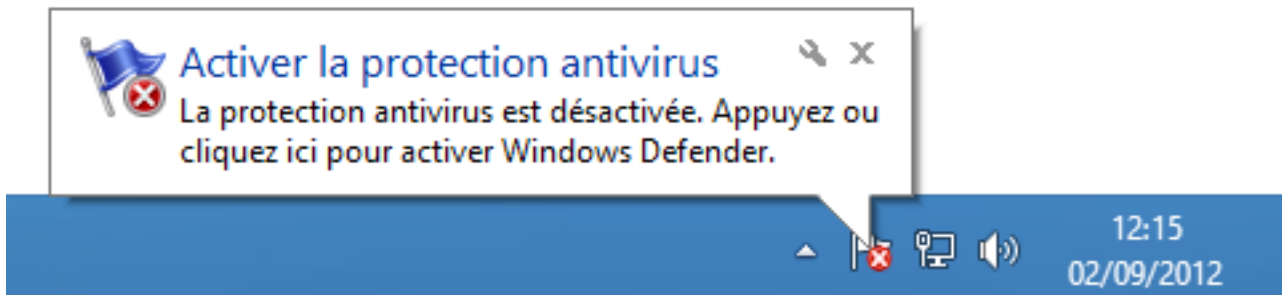 Activer la protection antivirus
La protection antivirus est désactivée. Appuyez ou
cliquez ici pour activer Windows Defender.
12:15
02/09/2012